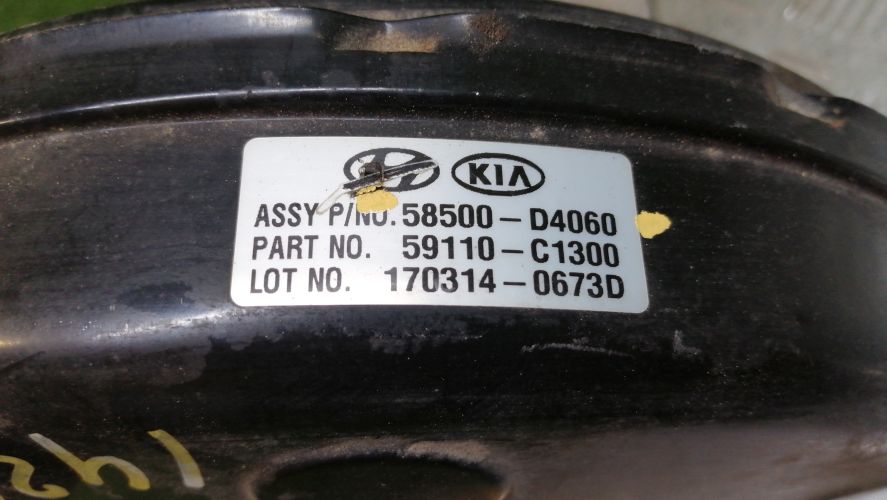 KIA
ASSY P/NO. 58500-D4060
PART NO. 59110-C1300
LOT NO. 170314-0673D